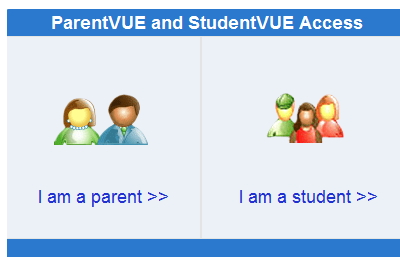 ParentVUE and StudentVUE Access
I am a parent >>
I am a student >>